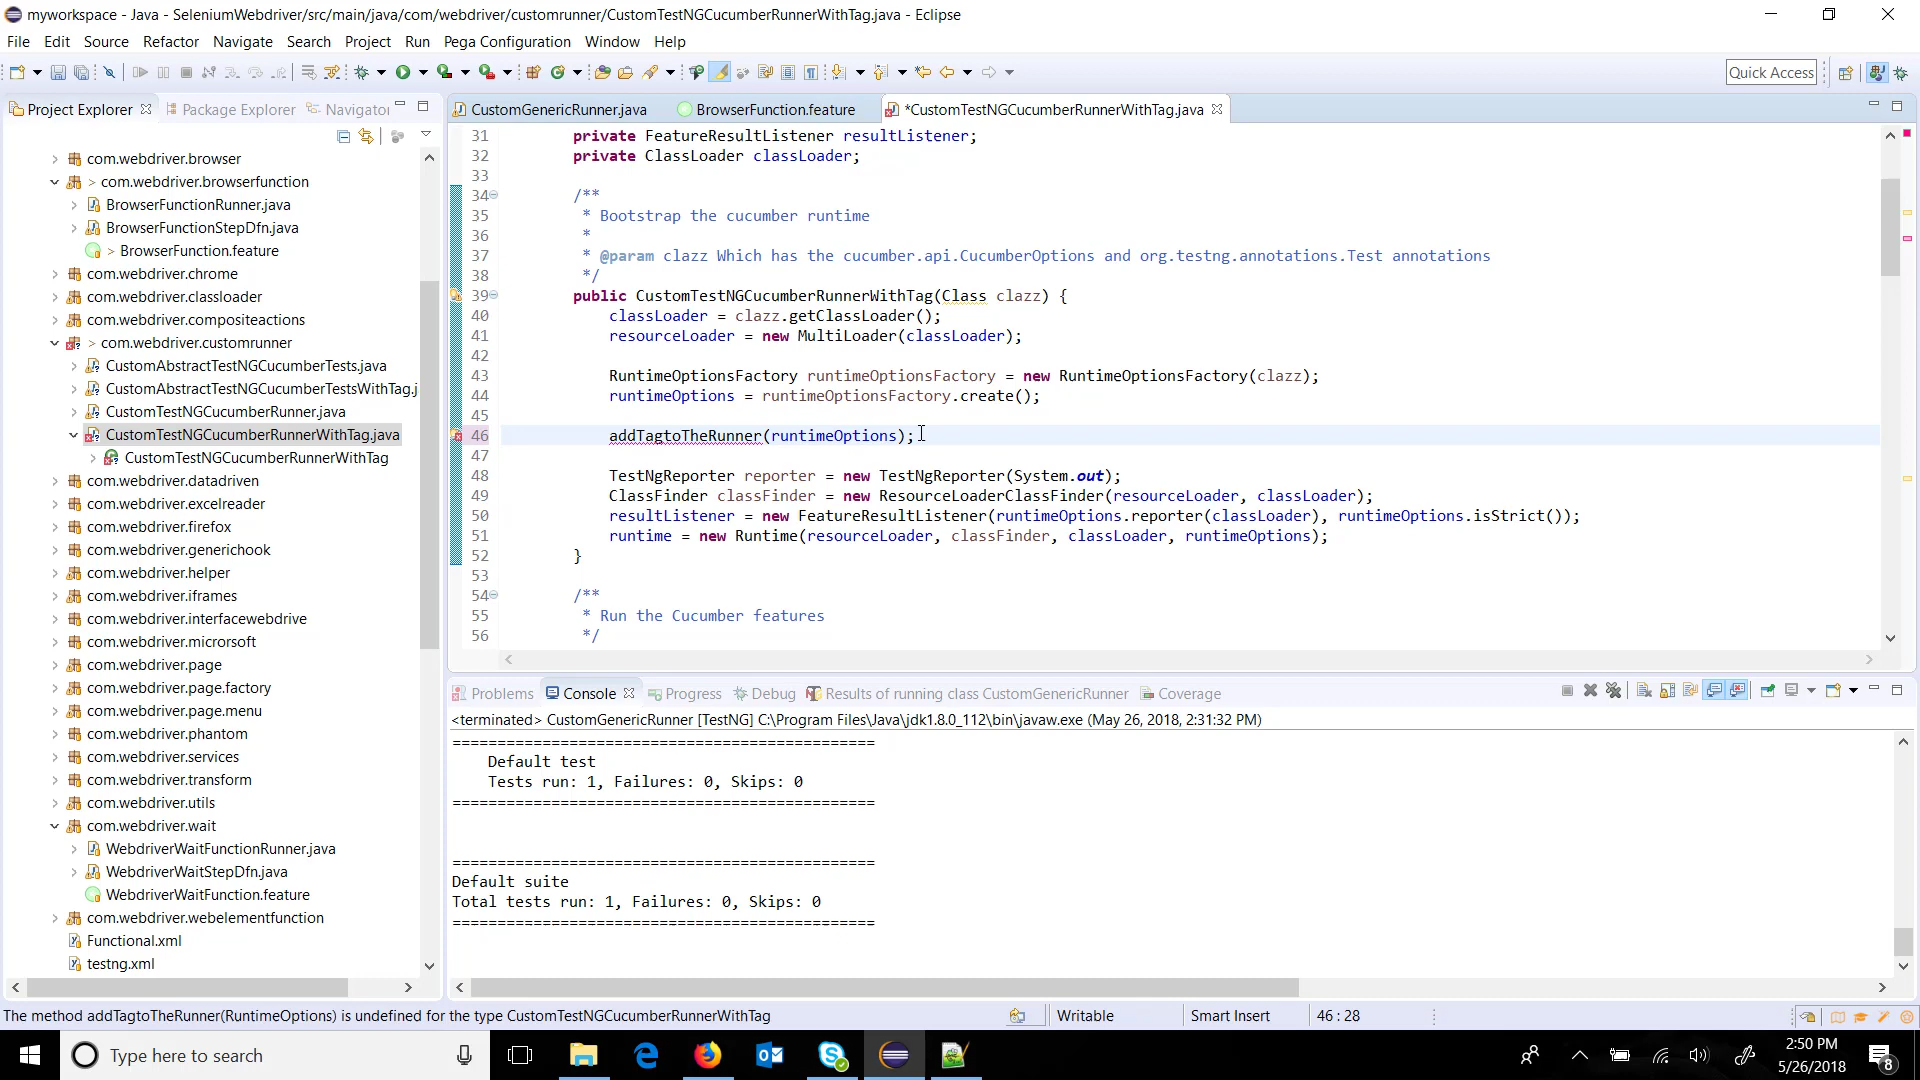 myworkspace - Java - SeleniumWebdriver/src/main/java/com/webdriver/customrunner/CustomTestNGCucumberRunnerWithTag.java - Eclipse
File Edit Source Refactor Navigate Search Project Run Pega Configuration Window Help
Quick Access
Project Explorer Package Explorer Navigator
CustomGenericRunner.java BrowserFunction.feature *CustomTestNGCucumberRunnerWithTag.java
com.webdriver.browser
> com.webdriver.browserfunction
BrowserFunctionRunner.java
BrowserFunctionStepDfn.java
> BrowserFunction.feature
com.webdriver.chrome
com.webdriver.classloader
com.webdriver.compositeactions
> com.webdriver.customrunner
CustomAbstractTestNGCucumberTests.java
CustomAbstractTestNGCucumberTestsWithTag.j
CustomTestNGCucumberRunner.java
CustomTestNGCucumberRunnerWithTag.java
CustomTestNGCucumberRunnerWithTag
com.webdriver.datadriven
com.webdriver.excelreader
com.webdriver.firefox
com.webdriver.generichook
com.webdriver.helper
com.webdriver.iframes
com.webdriver.interfacewebdrive
com.webdriver.microrsoft
com.webdriver.page
com.webdriver.page.factory
com.webdriver.page.menu
com.webdriver.phantom
com.webdriver.services
com.webdriver.transform
com.webdriver.utils
com.webdriver.wait
WebdriverWaitFunctionRunner.java
WebdriverWaitStepDfn.java
WebdriverWaitFunction.feature
com.webdriver.webelementfunction
Functional.xml
testng.xml
31 private FeatureResultListener resultListener;
32 private ClassLoader classLoader;
33
34 /**
35 * Bootstrap the cucumber runtime
36 *
37 * @param clazz Which has the cucumber.api.CucumberOptions and org.testng.annotations.Test annotations
38 */
39 public CustomTestNGCucumberRunnerWithTag(Class clazz) {
40 classLoader = clazz.getClassLoader();
41 resourceLoader = new MultiLoader(classLoader);
42
43 RuntimeOptionsFactory runtimeOptionsFactory = new RuntimeOptionsFactory(clazz);
44 runtimeOptions = runtimeOptionsFactory.create();
45
46 addTagtoTheRunner(runtimeOptions);
47
48 TestNgReporter reporter = new TestNgReporter(System.out);
49 ClassFinder classFinder = new ResourceLoaderClassFinder(resourceLoader, classLoader);
50 resultListener = new FeatureResultListener(runtimeOptions.reporter(classLoader), runtimeOptions.isStrict());
51 runtime = new Runtime(resourceLoader, classFinder, classLoader, runtimeOptions);
52 }
53
54 /**
55 * Run the Cucumber features
56 */
Problems Console Progress Debug Results of running class CustomGenericRunner Coverage
<terminated> CustomGenericRunner [TestNG] C:\Program Files\Java\jdk1.8.0_112\bin\javaw.exe (May 26, 2018, 2:31:32 PM)
===============================================
Default test
Tests run: 1, Failures: 0, Skips: 0
===============================================
===============================================
Default suite
Total tests run: 1, Failures: 0, Skips: 0
===============================================
The method addTagtoTheRunner(RuntimeOptions) is undefined for the type CustomTestNGCucumberRunnerWithTag
Writable Smart Insert 46 : 28
Type here to search
2:50 PM
5/26/2018
8